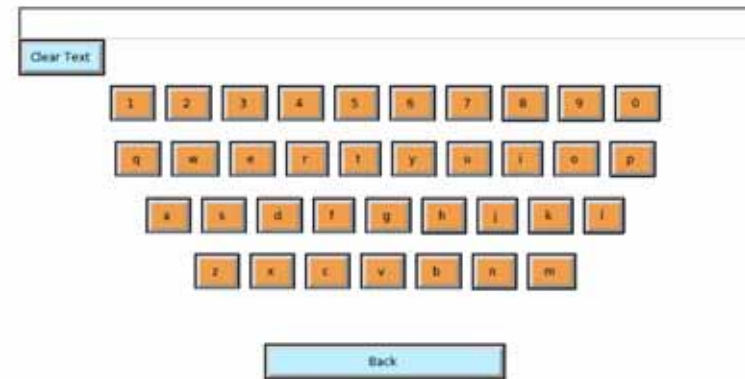 Clear Text
1 2 3 4 5 6 7 8 9 0
q w e r t y u i o p
a s d f g h j k l
z x c v b n m
Back